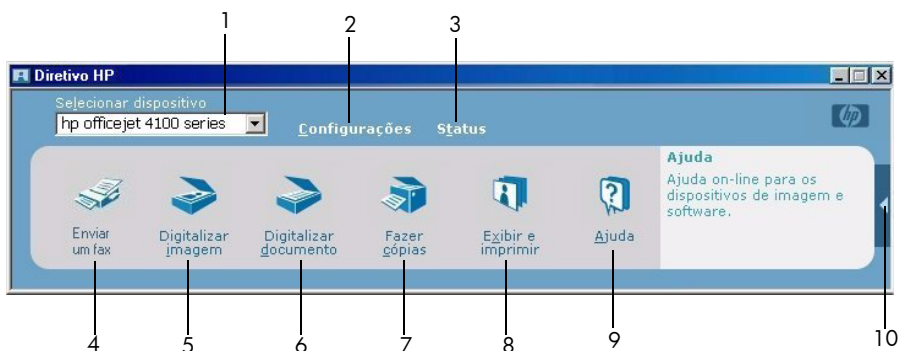 1 2 3
Diretivo HP
Selecionar dispositivo
hp officejet 4100 series
Configurações Status
hp
Ajuda
Ajuda on-line para os
dispositivos de imagem e
software.
Enviar
um fax
Digitalizar
imagem
Digitalizar
documento
Fazer
cópias
Exibir e
imprimir
Ajuda
4 5 6 7 8 9 10